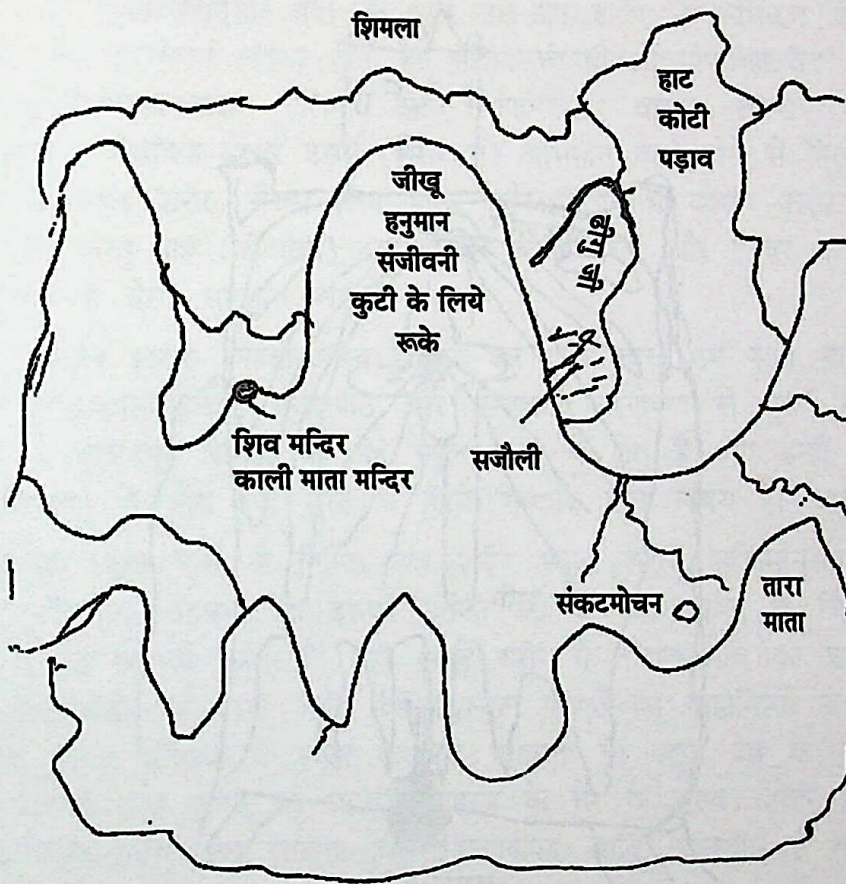 शिमला
हाट
कोटी
पड़ाव
जीखू
हनुमान
संजीवनी
कुटी के लिये
रूके
शिव मन्दिर
काली माता मन्दिर
सजौली
संकटमोचन
तारा
माता